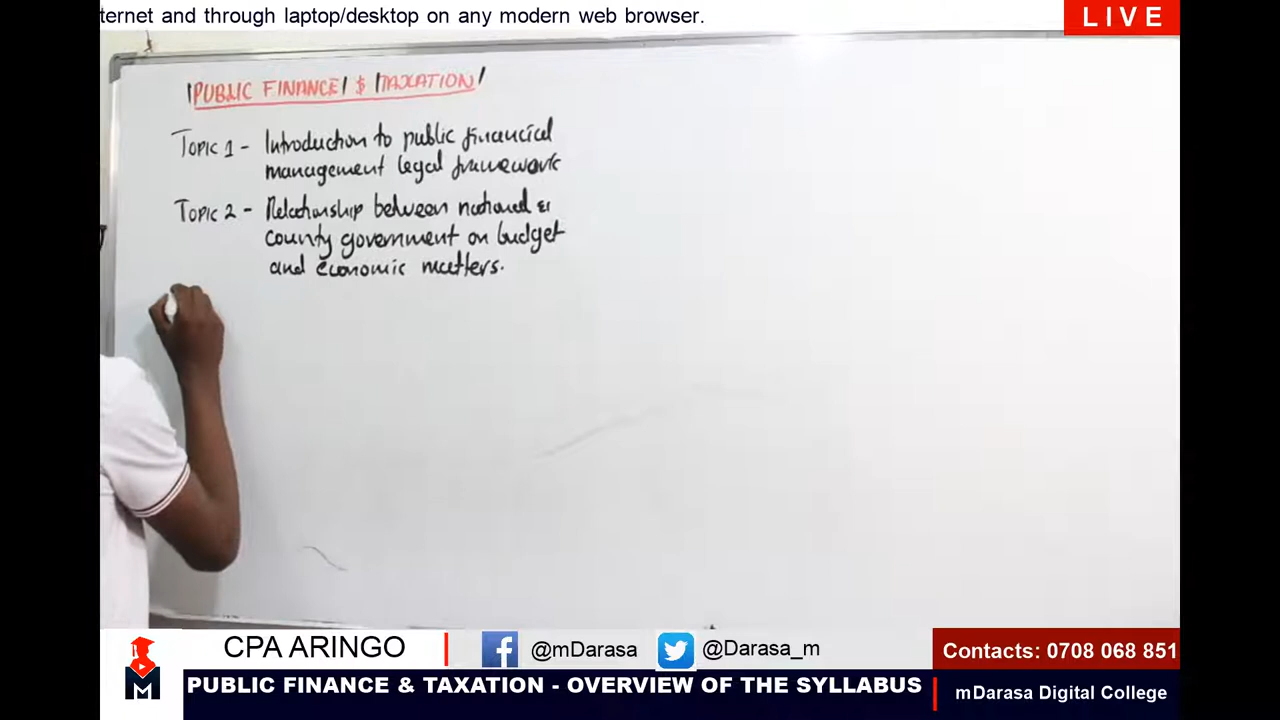 ternet and through laptop/desktop on any modern web browser.
LIVE
PUBLIC FINANCE & TAXATION
Topic 1 - Introduction to public financial
management legal framework
Topic 2 - Relationship between national &
county government on budget
and economic matters.
CPA ARINGO
@mDarasa
@Darasa_m
Contacts: 0708 068 851
M
PUBLIC FINANCE & TAXATION - OVERVIEW OF THE SYLLABUS
mDarasa Digital College